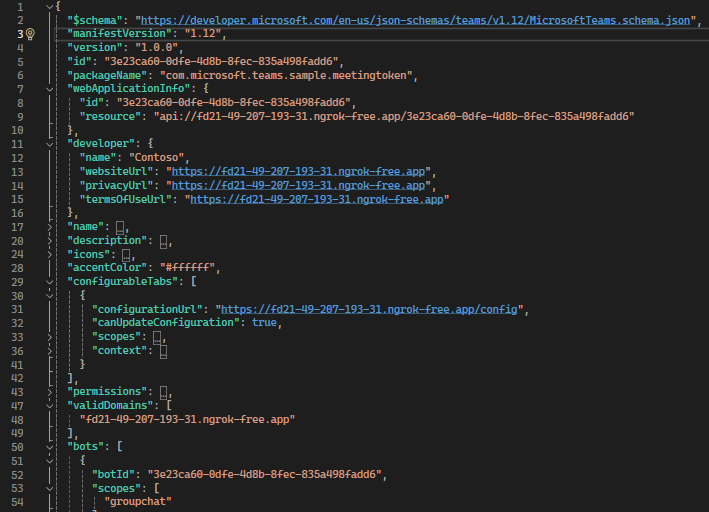 1 {
2 "$schema": "https://developer.microsoft.com/en-us/json-schemas/teams/v1.12/MicrosoftTeams.schema.json",
3 "manifestVersion": "1.12",
4 "version": "1.0.0",
5 "id": "3e23ca60-0dfe-4d8b-8fec-835a498fadd6",
6 "packageName": "com.microsoft.teams.sample.meetingtoken",
7 "webApplicationInfo": {
8 "id": "3e23ca60-0dfe-4d8b-8fec-835a498fadd6",
9 "resource": "api://fd21-49-207-193-31.ngrok-free.app/3e23ca60-0dfe-4d8b-8fec-835a498fadd6"
10 },
11 "developer": {
12 "name": "Contoso",
13 "websiteUrl": "https://fd21-49-207-193-31.ngrok-free.app",
14 "privacyUrl": "https://fd21-49-207-193-31.ngrok-free.app",
15 "termsOfUseUrl": "https://fd21-49-207-193-31.ngrok-free.app"
16 },
17 "name": …,
20 "description": …,
24 "icons": …,
28 "accentColor": "#ffffff",
29 "configurableTabs": [
30 {
31 "configurationUrl": "https://fd21-49-207-193-31.ngrok-free.app/config",
32 "canUpdateConfiguration": true,
33 "scopes": …,
36 "context": …
41 }
42 ],
43 "permissions": …,
47 "validDomains": [
48 "fd21-49-207-193-31.ngrok-free.app"
49 ],
50 "bots": [
51 {
52 "botId": "3e23ca60-0dfe-4d8b-8fec-835a498fadd6",
53 "scopes": [
54 "groupchat"